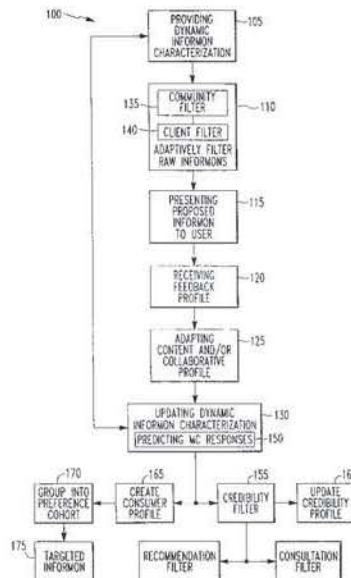 100
PROVIDING
DYNAMIC
INFORMON
CHARACTERIZATION
105
135
COMMUNITY
FILTER
110
140
CLIENT FILTER
ADAPTIVELY FILTER
RAW INFORMONS
PRESENTING
PROPOSED
INFORMON
TO USER
115
RECEIVING
FEEDBACK
PROFILE
120
ADAPTING
CONTENT AND/OR
COLLABORATIVE
PROFILE
125
UPDATING DYNAMIC
INFORMON CHARACTERIZATION
130
PREDICTING MC RESPONSES
150
170
GROUP INTO
PREFERENCE
COHORT
165
CREATE
CONSUMER
PROFILE
155
CREDIBILITY
FILTER
UPDATE
CREDIBILITY
PROFILE
175
TARGETED
INFORMON
RECOMMENDATION
FILTER
CONSULTATION
FILTER